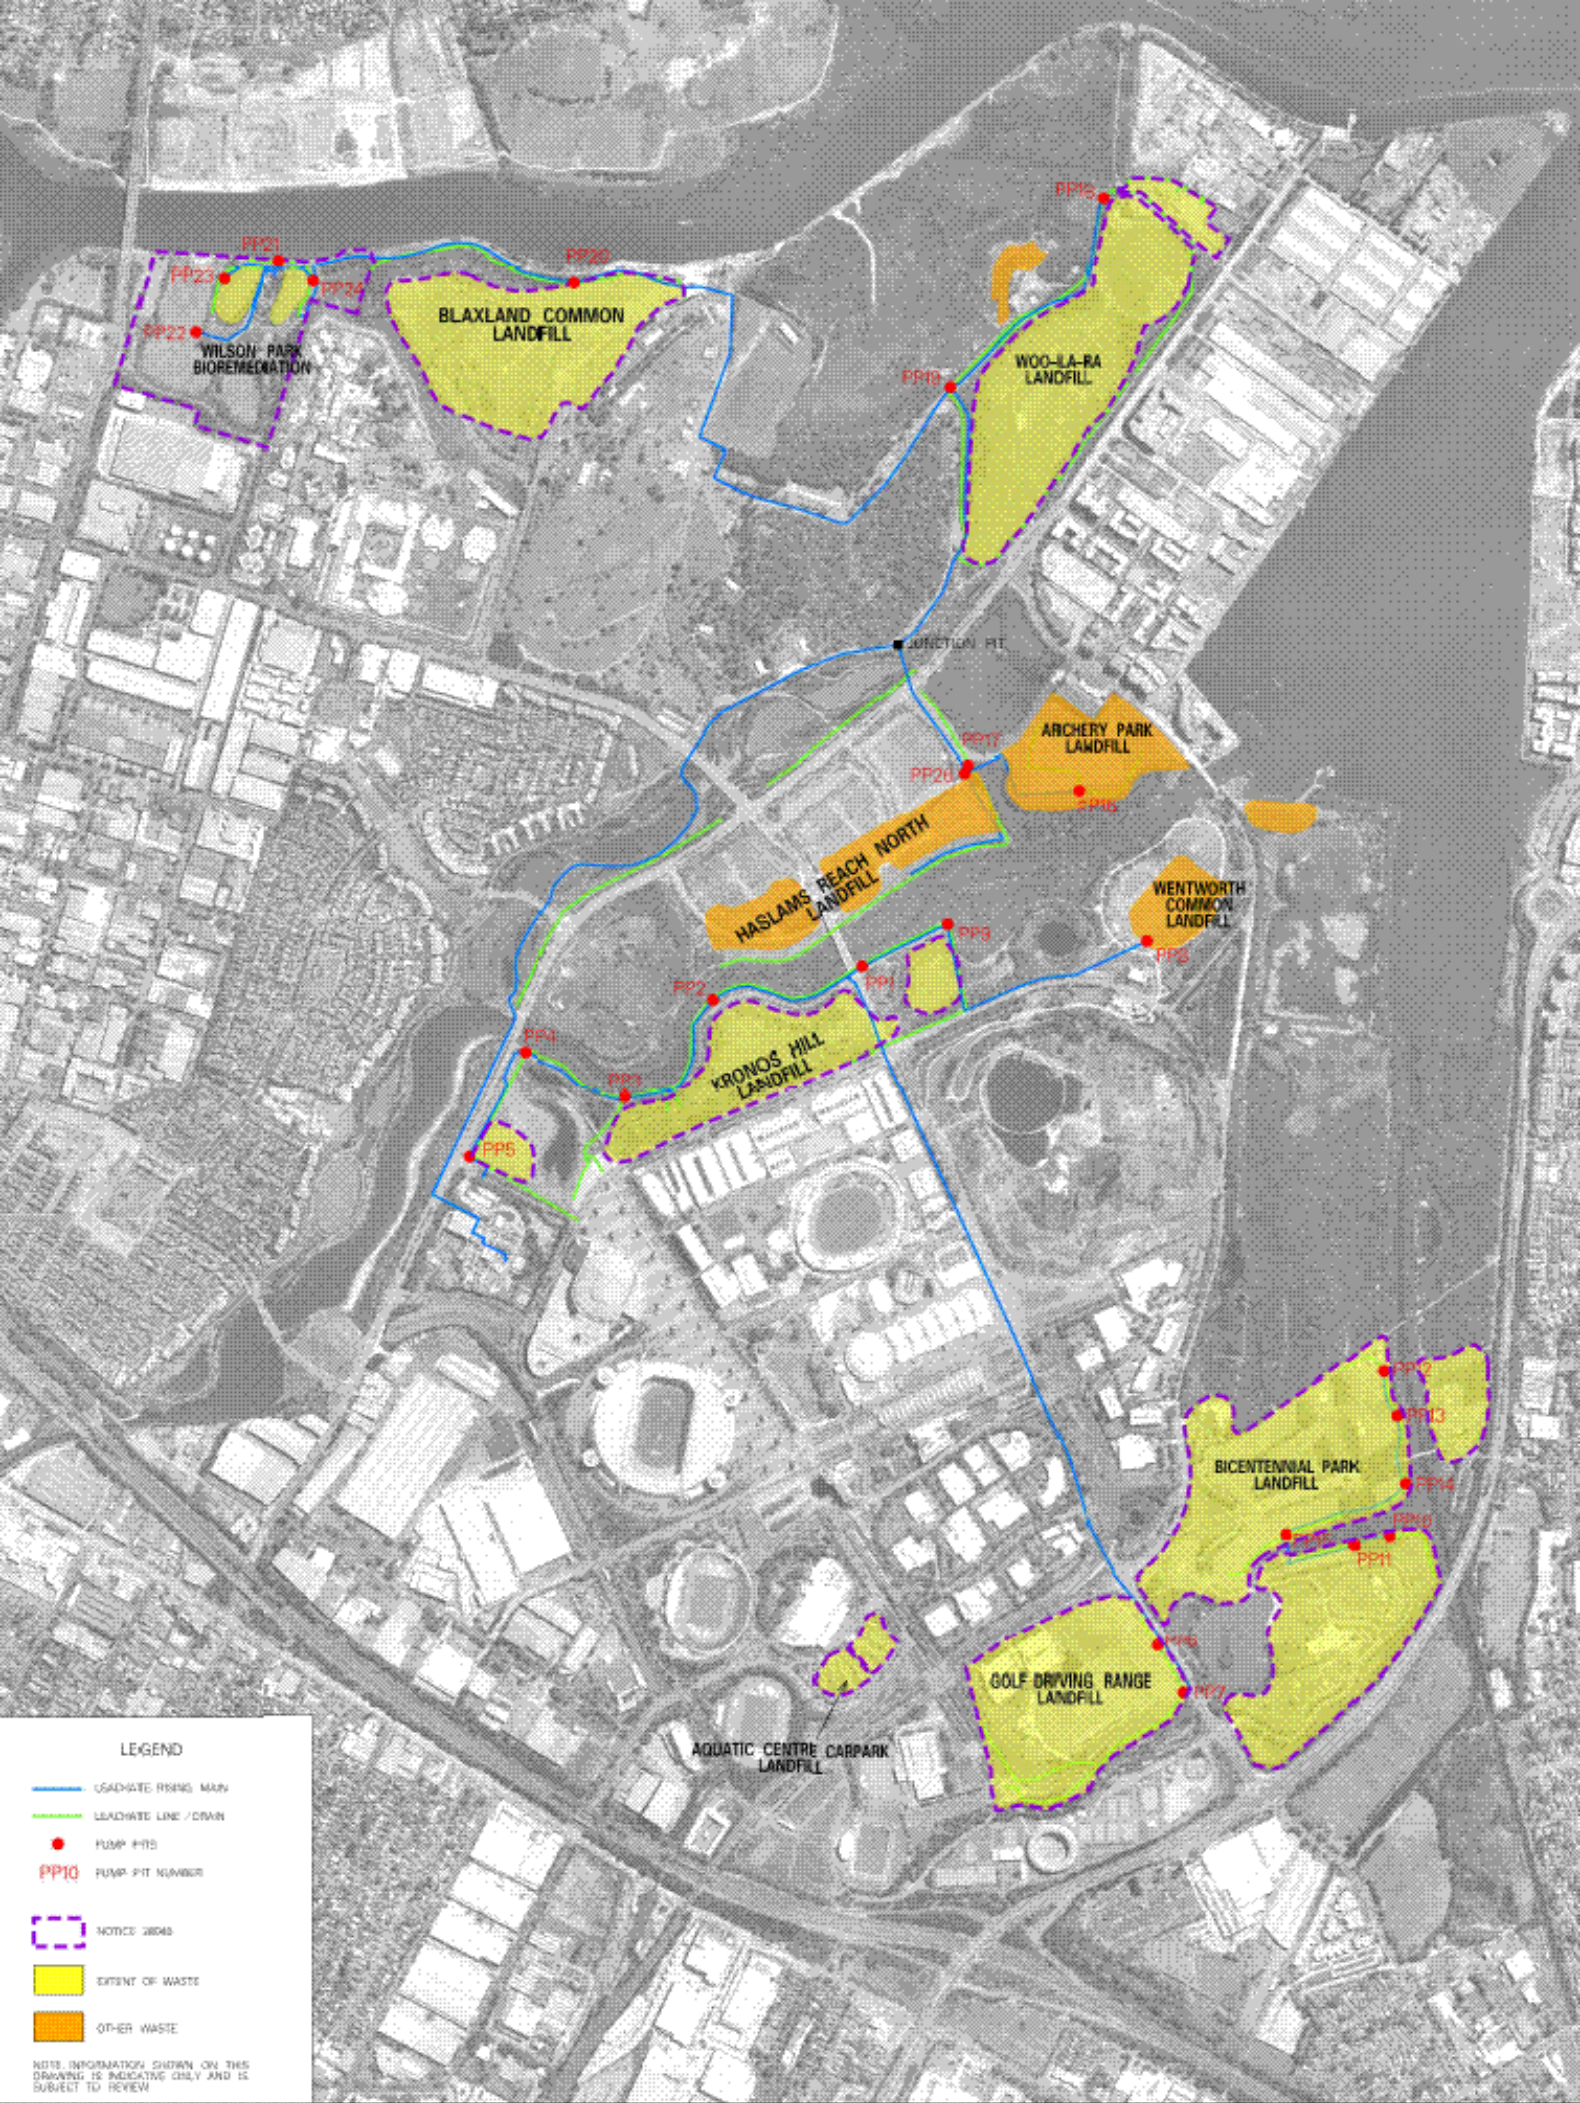 PP18
PP21
PP20
PP23
PP24
BLAXLAND COMMON
LANDFILL
PP22
WILSON PARK
BIOREMEDIATION
WOO-LA-RA
LANDFILL
PP19
JUNCTION PIT
ARCHERY PARK
LANDFILL
PP17
PP26
PP16
HASLAMS REACH NORTH
LANDFILL
WENTWORTH
COMMON
LANDFILL
PP9
PP8
PP1
PP2
PP4
KRONOS HILL
LANDFILL
PP3
PP5
PP12
PP13
BICENTENNIAL PARK
LANDFILL
PP14
PP10
PP11
PP6
GOLF DRIVING RANGE
LANDFILL
PP7
AQUATIC CENTRE CARPARK
LANDFILL
LEGEND
LEACHATE RISING MAIN
LEACHATE LINE / DRAIN
PUMP PITS
PP10 PUMP PIT NUMBER
NOTICE
EXTENT OF WASTE
OTHER WASTE
NOTE: INFORMATION SHOWN ON THIS
DRAWING IS INDICATIVE ONLY AND IS
SUBJECT TO REVIEW